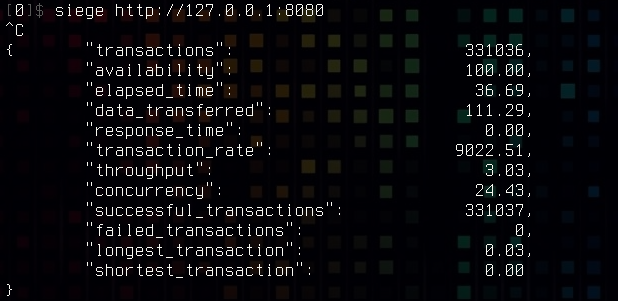 [0]$ siege http://127.0.0.1:8080
^C
{ "transactions": 331036,
"availability": 100.00,
"elapsed_time": 36.69,
"data_transferred": 111.29,
"response_time": 0.00,
"transaction_rate": 9022.51,
"throughput": 3.03,
"concurrency": 24.43,
"successful_transactions": 331037,
"failed_transactions": 0,
"longest_transaction": 0.03,
"shortest_transaction": 0.00
}